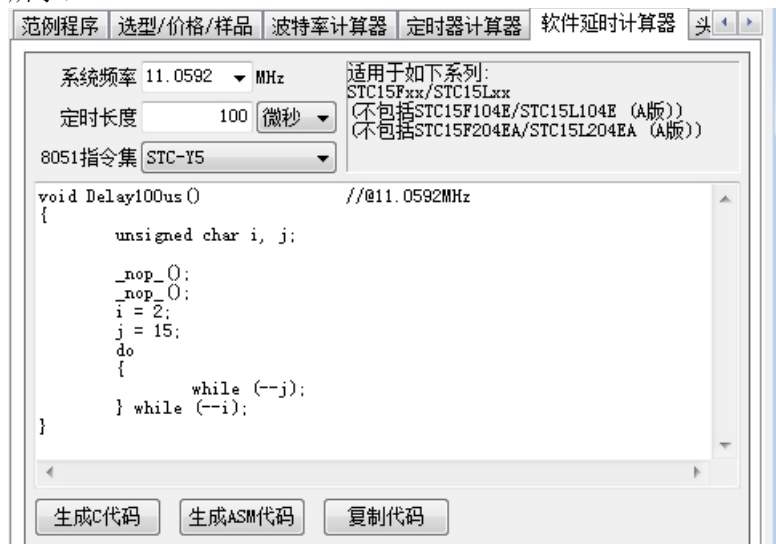 范例程序 选型/价格/样品 波特率计算器 定时器计算器 软件延时计算器 头
系统频率 11.0592 MHz
定时长度 100 微秒
8051指令集 STC-Y5
适用于如下系列:
STC15Fxx/STC15Lxx
(不包括STC15F104E/STC15L104E (A版))
(不包括STC15F204EA/STC15L204EA (A版))
void Delay100us() //@11.0592MHz
{
unsigned char i, j;
_nop_();
_nop_();
i = 2;
j = 15;
do
{
while (--j);
} while (--i);
}
生成C代码 生成ASM代码 复制代码